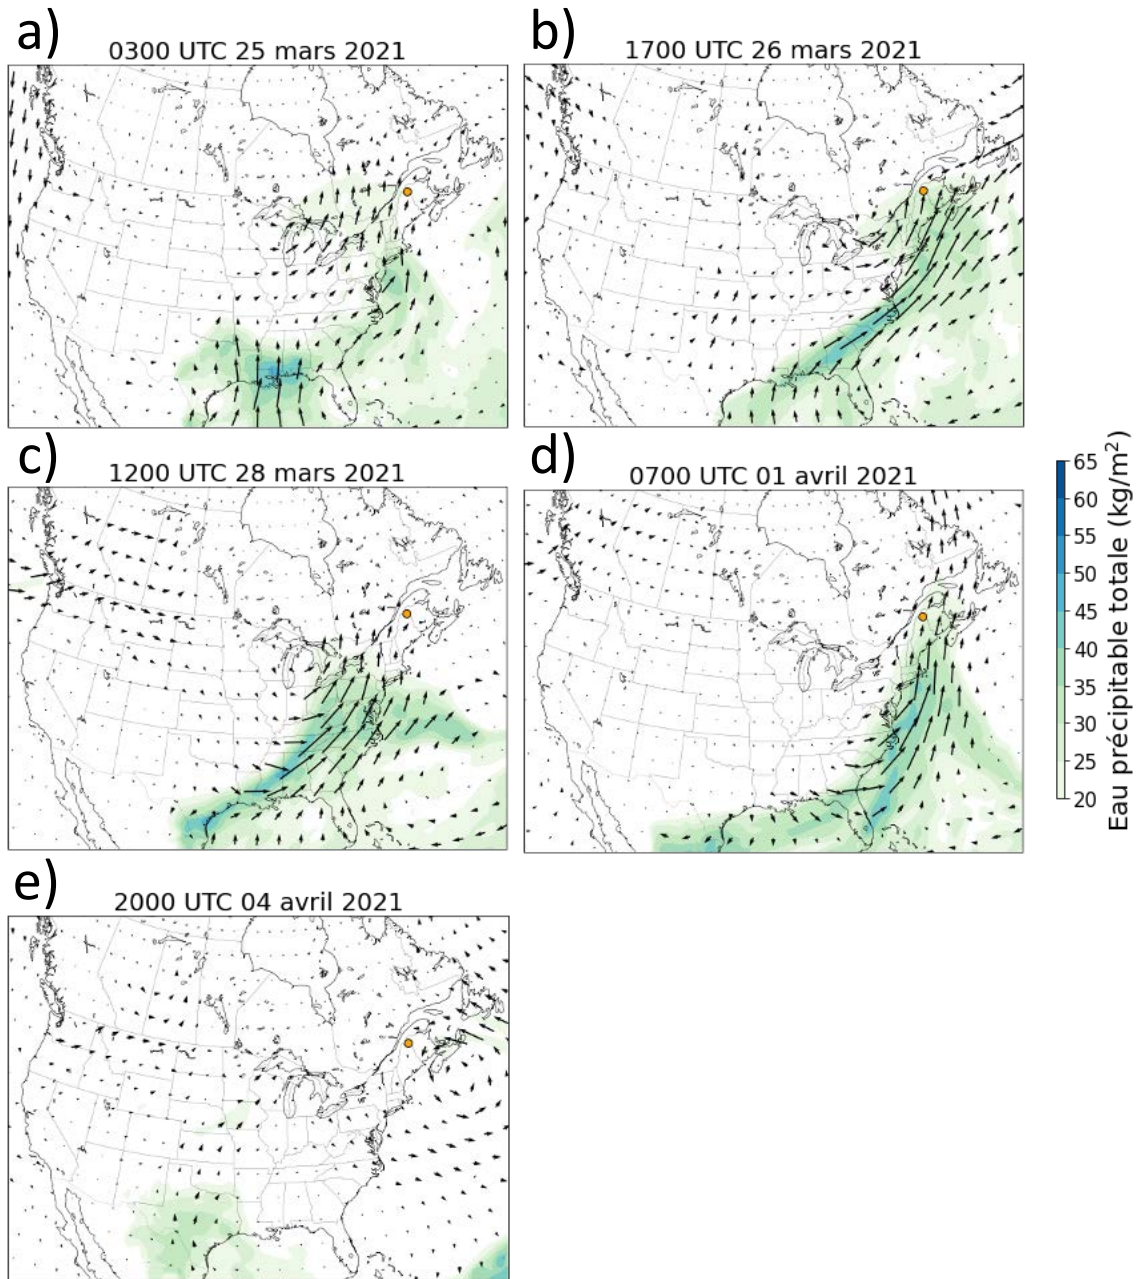 a)
0300 UTC 25 mars 2021
b)
1700 UTC 26 mars 2021
c)
1200 UTC 28 mars 2021
d)
0700 UTC 01 avril 2021
65
60
55
50
45
40
35
30
25
20
Eau précipitable totale (kg/m²)
e)
2000 UTC 04 avril 2021